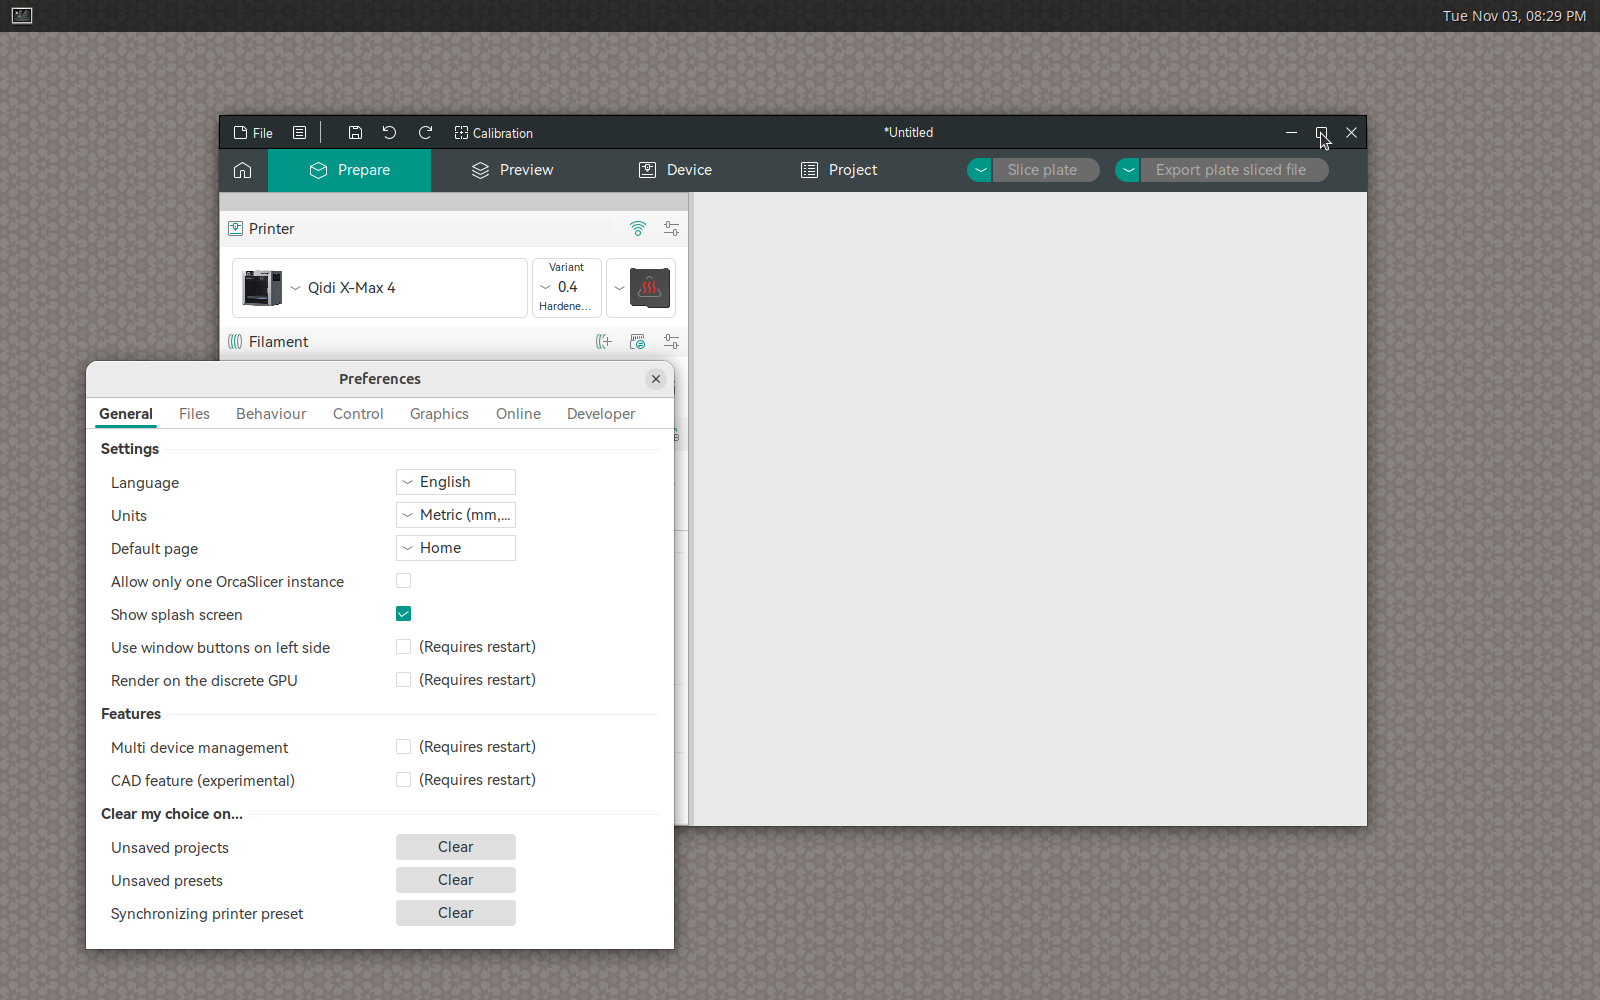 Tue Nov 03, 08:29 PM
File
Calibration
*Untitled
Prepare
Preview
Device
Project
Slice plate
Export plate sliced file
Printer
Qidi X-Max 4
Variant
0.4
Hardene...
Filament
Preferences
General
Files
Behaviour
Control
Graphics
Online
Developer
Settings
Language
English
Units
Metric (mm,...
Default page
Home
Allow only one OrcaSlicer instance
Show splash screen
Use window buttons on left side
(Requires restart)
Render on the discrete GPU
(Requires restart)
Features
Multi device management
(Requires restart)
CAD feature (experimental)
(Requires restart)
Clear my choice on...
Unsaved projects
Clear
Unsaved presets
Clear
Synchronizing printer preset
Clear